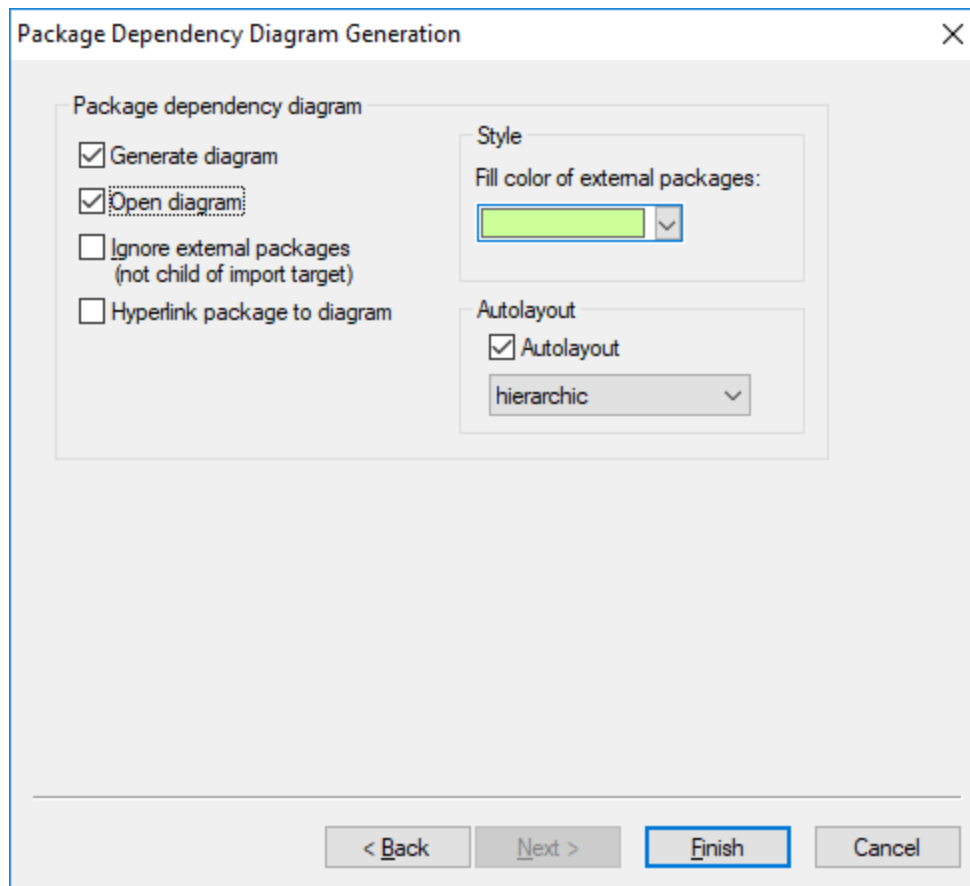 Package Dependency Diagram Generation
Package dependency diagram
Generate diagram
Open diagram
Ignore external packages
(not child of import target)
Hyperlink package to diagram
Style
Fill color of external packages:
Autolayout
Autolayout
hierarchic
< Back
Next >
Finish
Cancel